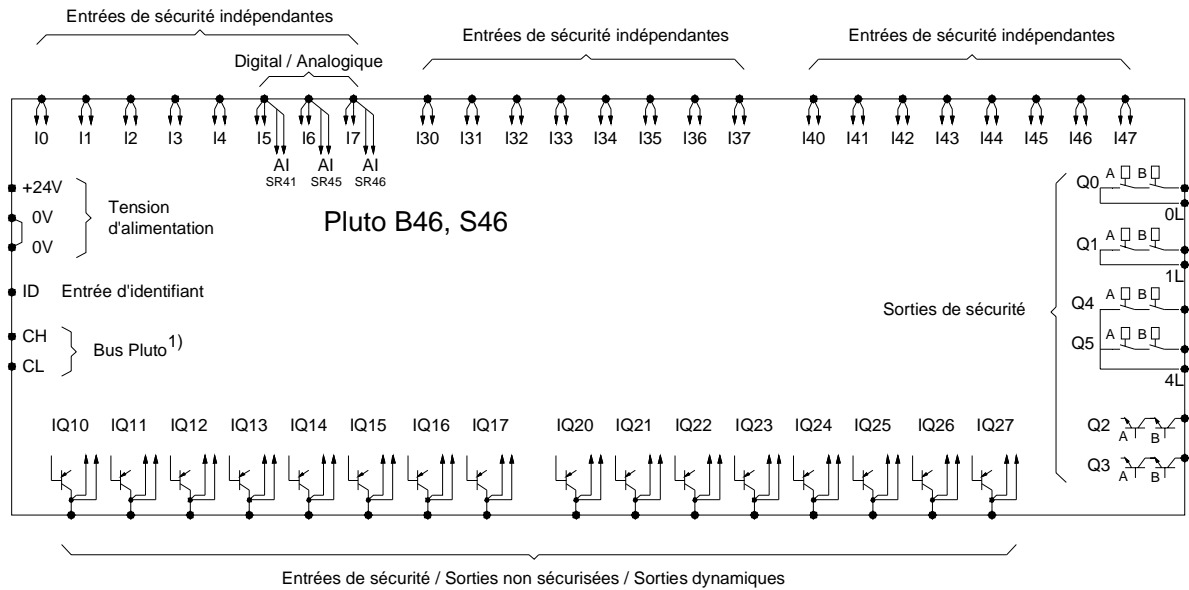 Entrées de sécurité indépendantes
Entrées de sécurité indépendantes
Entrées de sécurité indépendantes
Digital / Analogique
I0 I1 I2 I3 I4 I5 I6 I7 I30 I31 I32 I33 I34 I35 I36 I37 I40 I41 I42 I43 I44 I45 I46 I47
AI AI AI
SR41 SR45 SR46
+24V
0V
0V
Tension
d'alimentation
Pluto B46, S46
ID Entrée d'identifiant
CH
CL
Bus Pluto1)
Sorties de sécurité
Q0 A B
0L
Q1 A B
1L
Q4 A B
Q5 A B
4L
Q2 A B
Q3 A B
IQ10 IQ11 IQ12 IQ13 IQ14 IQ15 IQ16 IQ17 IQ20 IQ21 IQ22 IQ23 IQ24 IQ25 IQ26 IQ27
Entrées de sécurité / Sorties non sécurisées / Sorties dynamiques